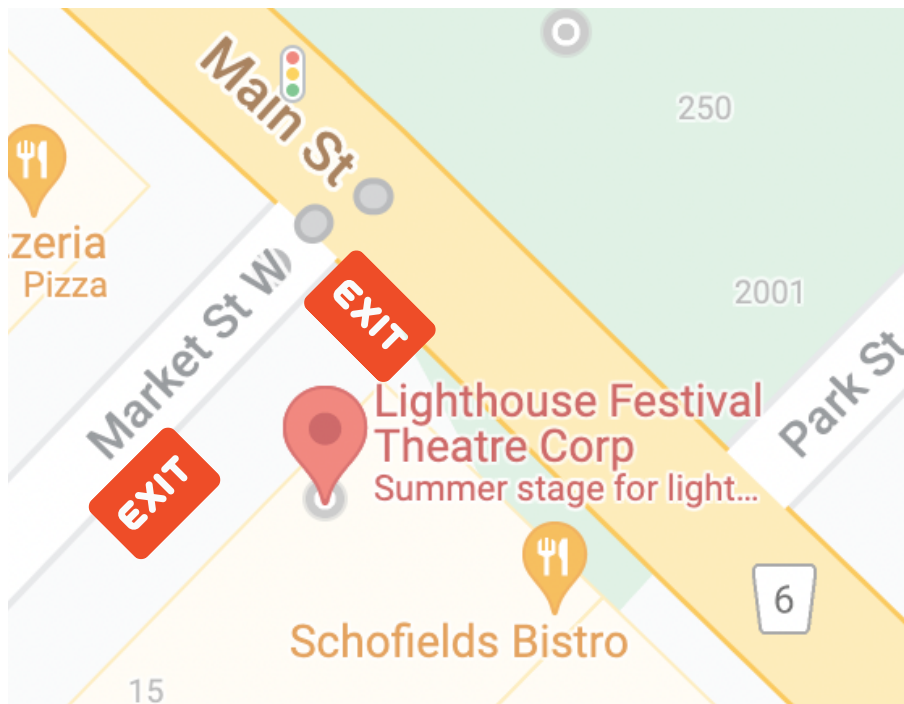 Main St
250
zzeria
Pizza
Market St W
2001
EXIT
Park St
Lighthouse Festival
Theatre Corp
Summer stage for light...
EXIT
6
Schofields Bistro
15